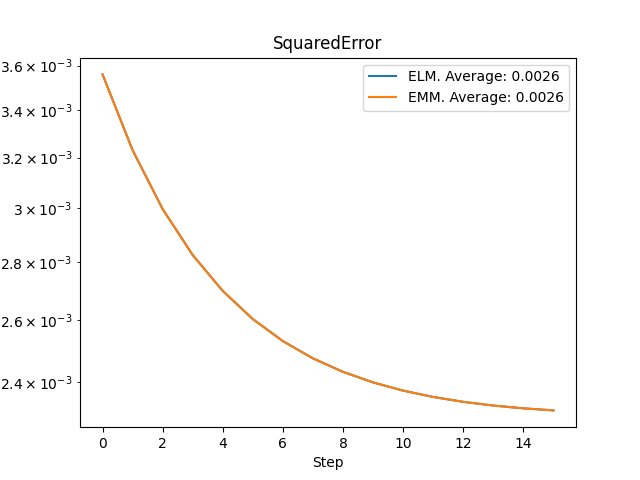 SquaredError
3.6 × 10⁻³
3.4 × 10⁻³
3.2 × 10⁻³
3 × 10⁻³
2.8 × 10⁻³
2.6 × 10⁻³
2.4 × 10⁻³
ELM. Average: 0.0026
EMM. Average: 0.0026
0 2 4 6 8 10 12 14
Step